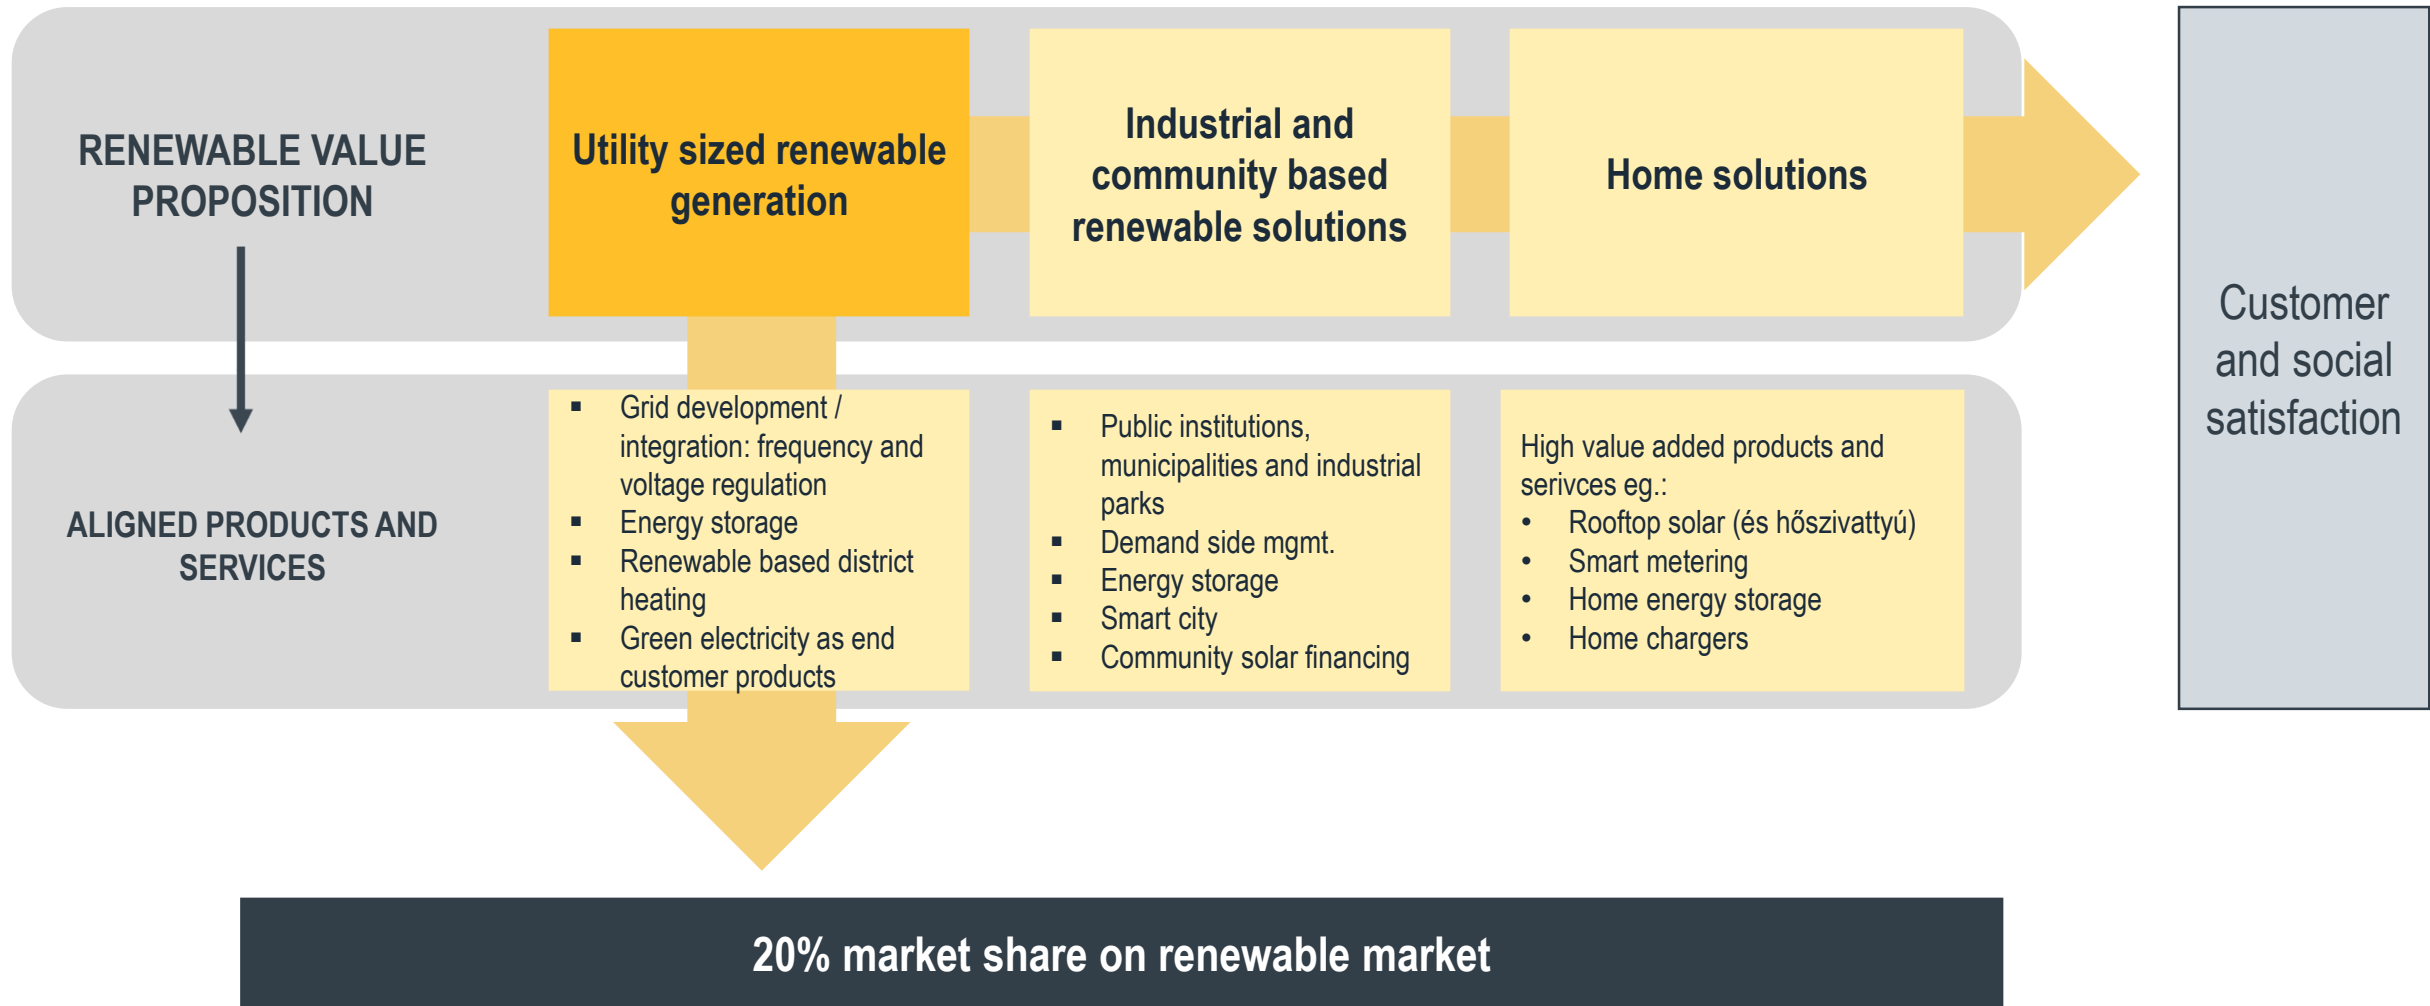 RENEWABLE VALUE
PROPOSITION
Utility sized renewable
generation
Industrial and
community based
renewable solutions
Home solutions
Customer
and social
satisfaction
ALIGNED PRODUCTS AND
SERVICES
▪ Grid development /
integration: frequency and
voltage regulation
▪ Energy storage
▪ Renewable based district
heating
▪ Green electricity as end
customer products
▪ Public institutions,
municipalities and industrial
parks
▪ Demand side mgmt.
▪ Energy storage
▪ Smart city
▪ Community solar financing
High value added products and
serivces eg.:
• Rooftop solar (és hőszivattyú)
• Smart metering
• Home energy storage
• Home chargers
20% market share on renewable market